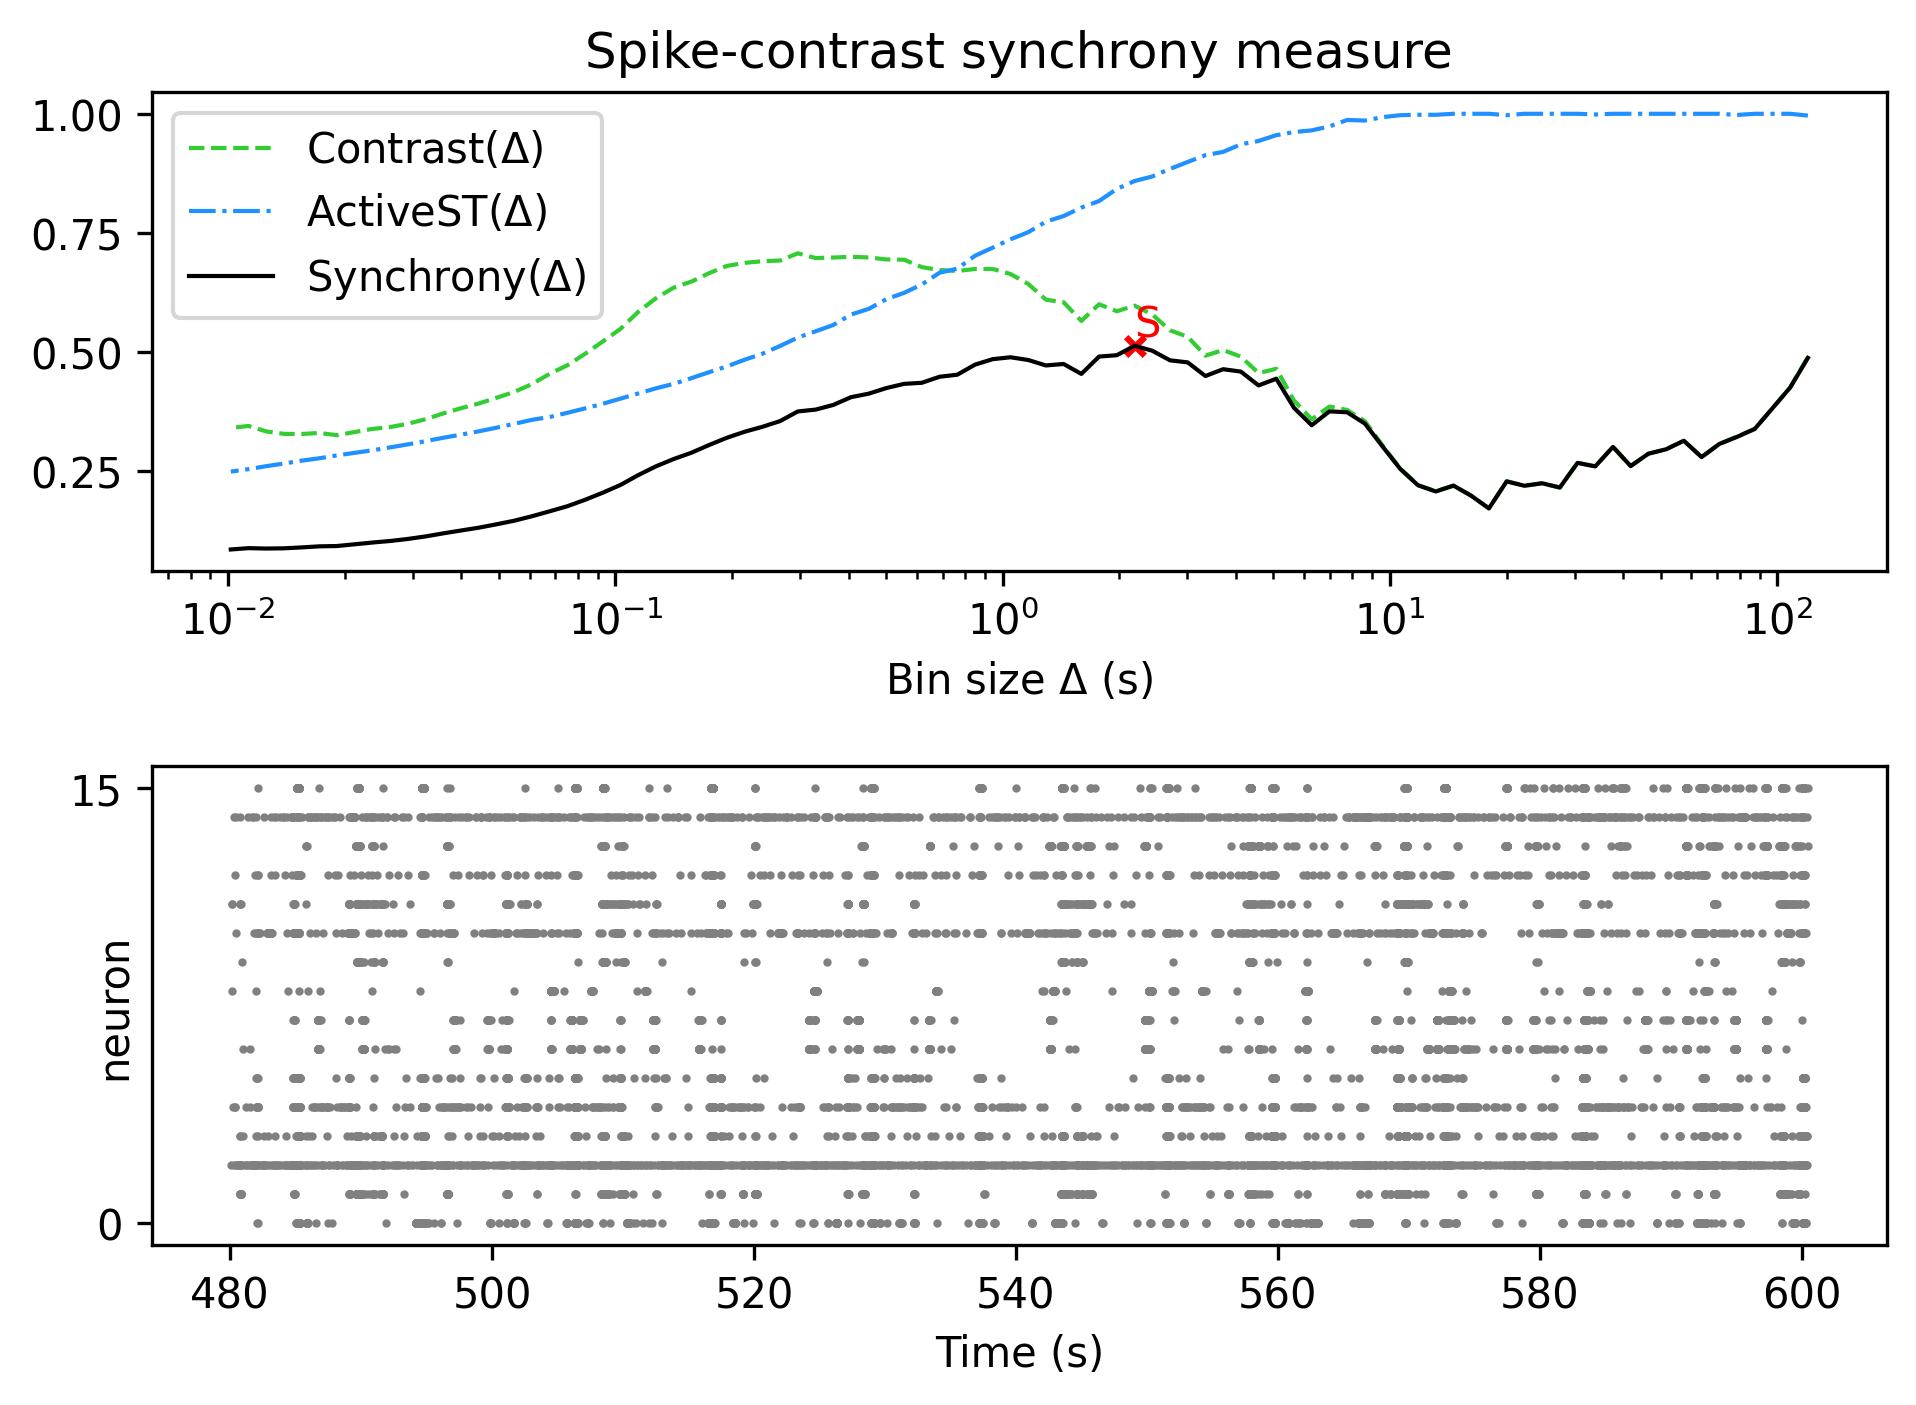 Spike-contrast synchrony measure
1.00
0.75
0.50
0.25
Contrast(Δ)
ActiveST(Δ)
Synchrony(Δ)
S
10⁻² 10⁻¹ 10⁰ 10¹ 10²
Bin size Δ (s)
15
0
neuron
480 500 520 540 560 580 600
Time (s)